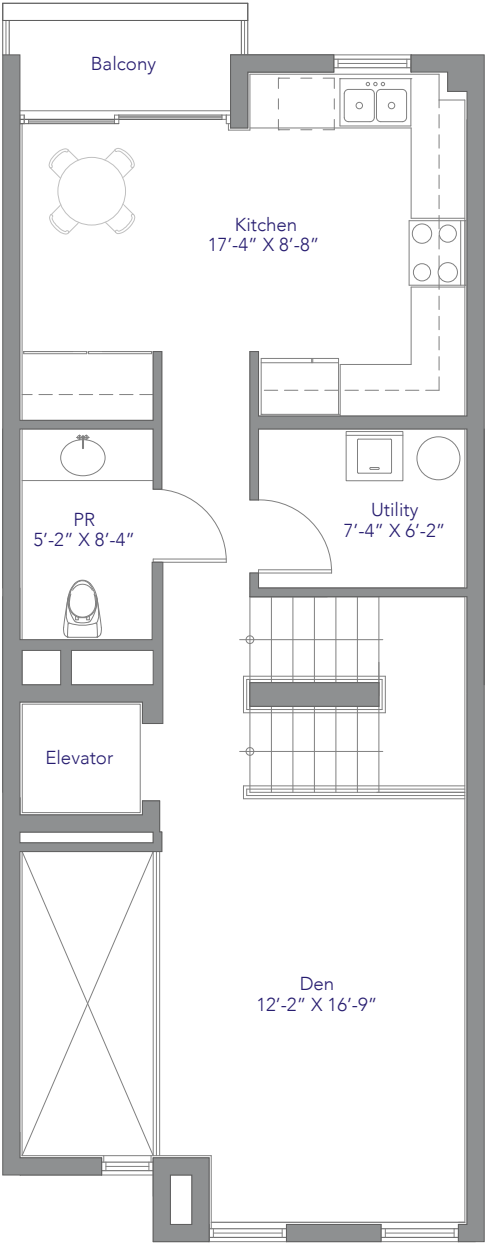 Balcony
Kitchen
17’-4” X 8’-8”
PR
5’-2” X 8’-4”
Utility
7’-4” X 6’-2”
Elevator
Den
12’-2” X 16’-9”